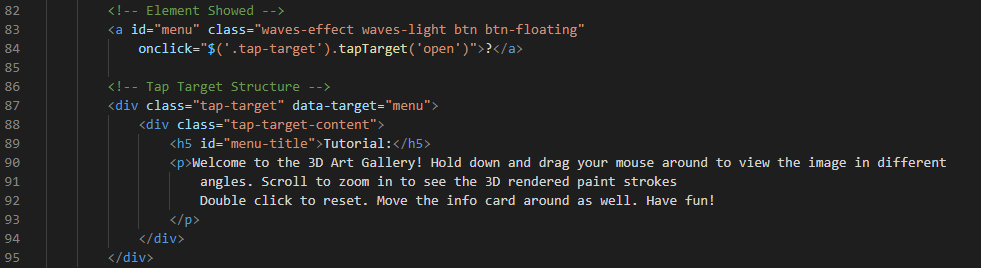 82 <!-- Element Showed -->
83 <a id="menu" class="waves-effect waves-light btn btn-floating"
84 onclick="$('.tap-target').tapTarget('open')">?</a>
85
86 <!-- Tap Target Structure -->
87 <div class="tap-target" data-target="menu">
88 <div class="tap-target-content">
89 <h5 id="menu-title">Tutorial:</h5>
90 <p>Welcome to the 3D Art Gallery! Hold down and drag your mouse around to view the image in different
91 angles. Scroll to zoom in to see the 3D rendered paint strokes
92 Double click to reset. Move the info card around as well. Have fun!
93 </p>
94 </div>
95 </div>